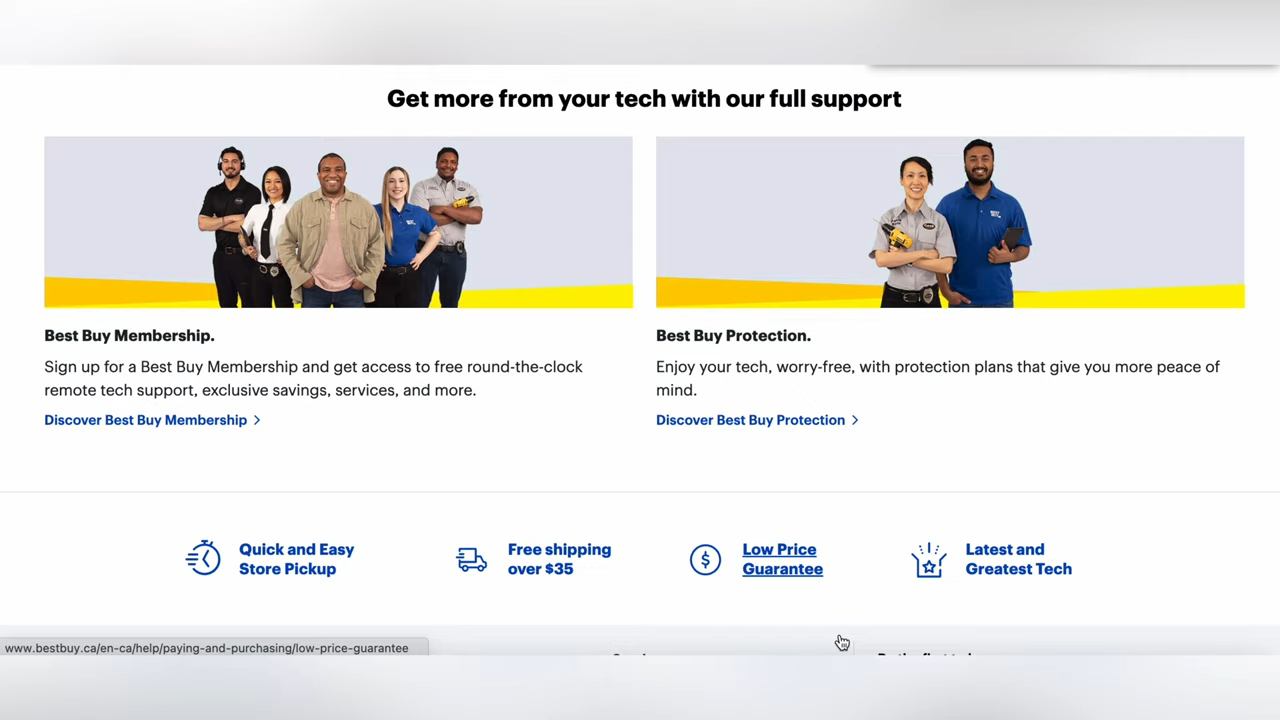 Get more from your tech with our full support
Best Buy Membership.
Sign up for a Best Buy Membership and get access to free round-the-clock
remote tech support, exclusive savings, services, and more.
Discover Best Buy Membership
Best Buy Protection.
Enjoy your tech, worry-free, with protection plans that give you more peace of
mind.
Discover Best Buy Protection
Quick and Easy
Store Pickup
Free shipping
over $35
Low Price
Guarantee
Latest and
Greatest Tech
www.bestbuy.ca/en-ca/help/paying-and-purchasing/low-price-guarantee